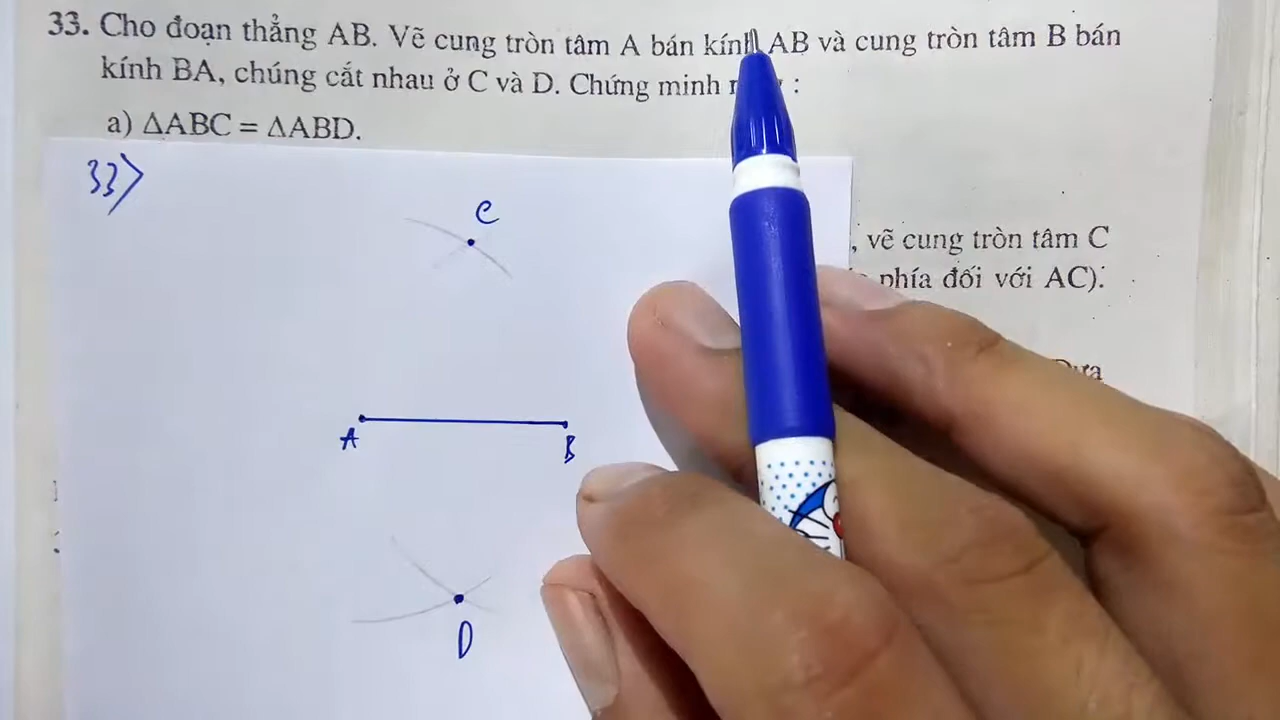 33. Cho đoạn thẳng AB. Vẽ cung tròn tâm A bán kính AB và cung tròn tâm B bán
kính BA, chúng cắt nhau ở C và D. Chứng minh :
a) ΔABC = ΔABD.
33)
C
, vẽ cung tròn tâm C
phía đối với AC).
A
B
D